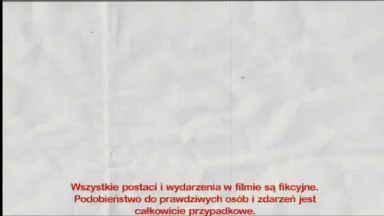 Wszystkie postaci i wydarzenia w filmie są fikcyjne.
Podobieństwo do prawdziwych osób i zdarzeń jest
całkowicie przypadkowe.